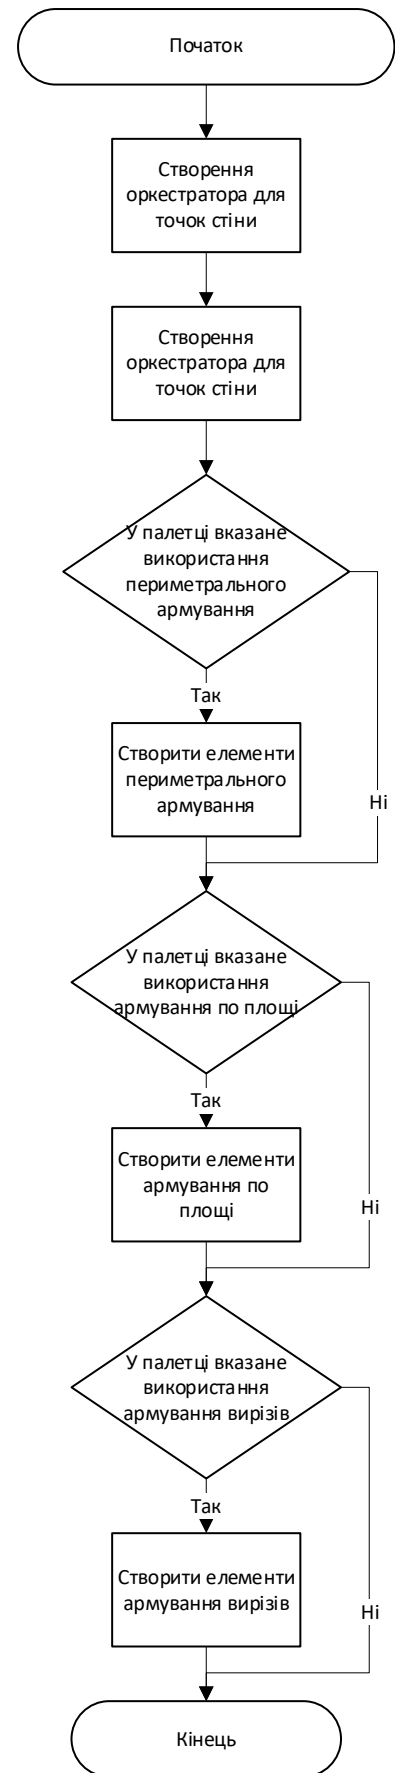 Початок
Створення
оркестратора для
точок стіни
Створення
оркестратора для
точок стіни
У палетці вказане
використання
периметрального
армування
Так
Створити елементи
периметрального
армування
Ні
У палетці вказане
використання
армування по площі
Так
Створити елементи
армування по
площі
Ні
У палетці вказане
використання
армування вирізів
Так
Створити елементи
армування вирізів
Ні
Кінець